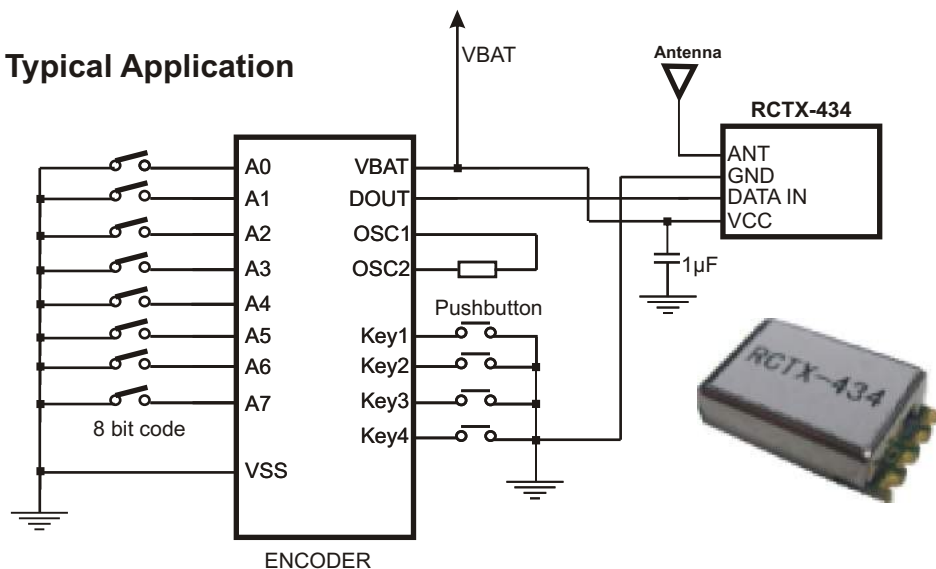 Typical Application
VBAT
Antenna
RCTX-434
A0
A1
A2
A3
A4
A5
A6
A7
VSS
VBAT
DOUT
OSC1
OSC2
Key1
Key2
Key3
Key4
ANT
GND
DATA IN
VCC
1µF
Pushbutton
8 bit code
ENCODER
RCTX-434